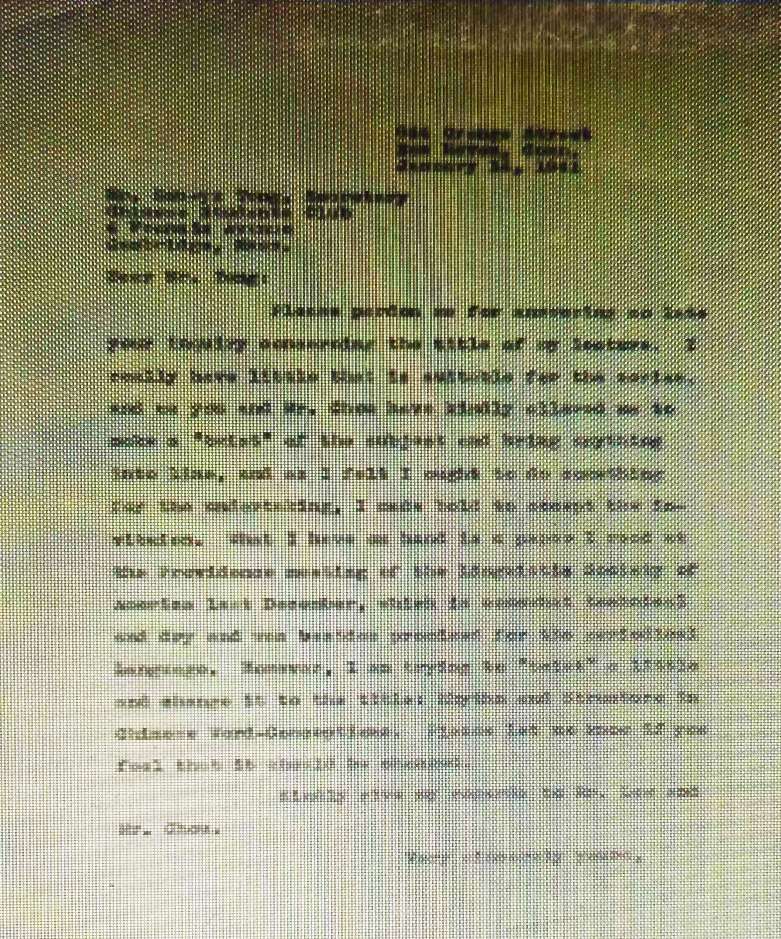 Orange Street
New Haven, Conn.
January 1941
Mr. Secretary
Chinese Students Club
Avenue
Cambridge, Mass.
Dear Mr. Dung:
Please pardon me for answering so late
your inquiry concerning the title of my lecture. I
really have little that is suitable for the series,
and as you and Mr. Chou have kindly allowed me to
make a "twist" of the subject and bring anything
into line, and as I felt I ought to do something
for the undertaking, I made bold to accept the in-
vitaion. What I have on hand is a paper I read at
the Providence meeting of the Linguistic Society of
America last December, which is somewhat technical
and dry and was besides promised for the periodical
Language. However, I am trying to "twist" a little
and change it to the title: Rhythm and Structure in
Chinese Word-Conceptions. Please let me know if you
feel that it should be changed.
Kindly give my regards to Mr. and
Mr. Chou.
Very sincerely yours,